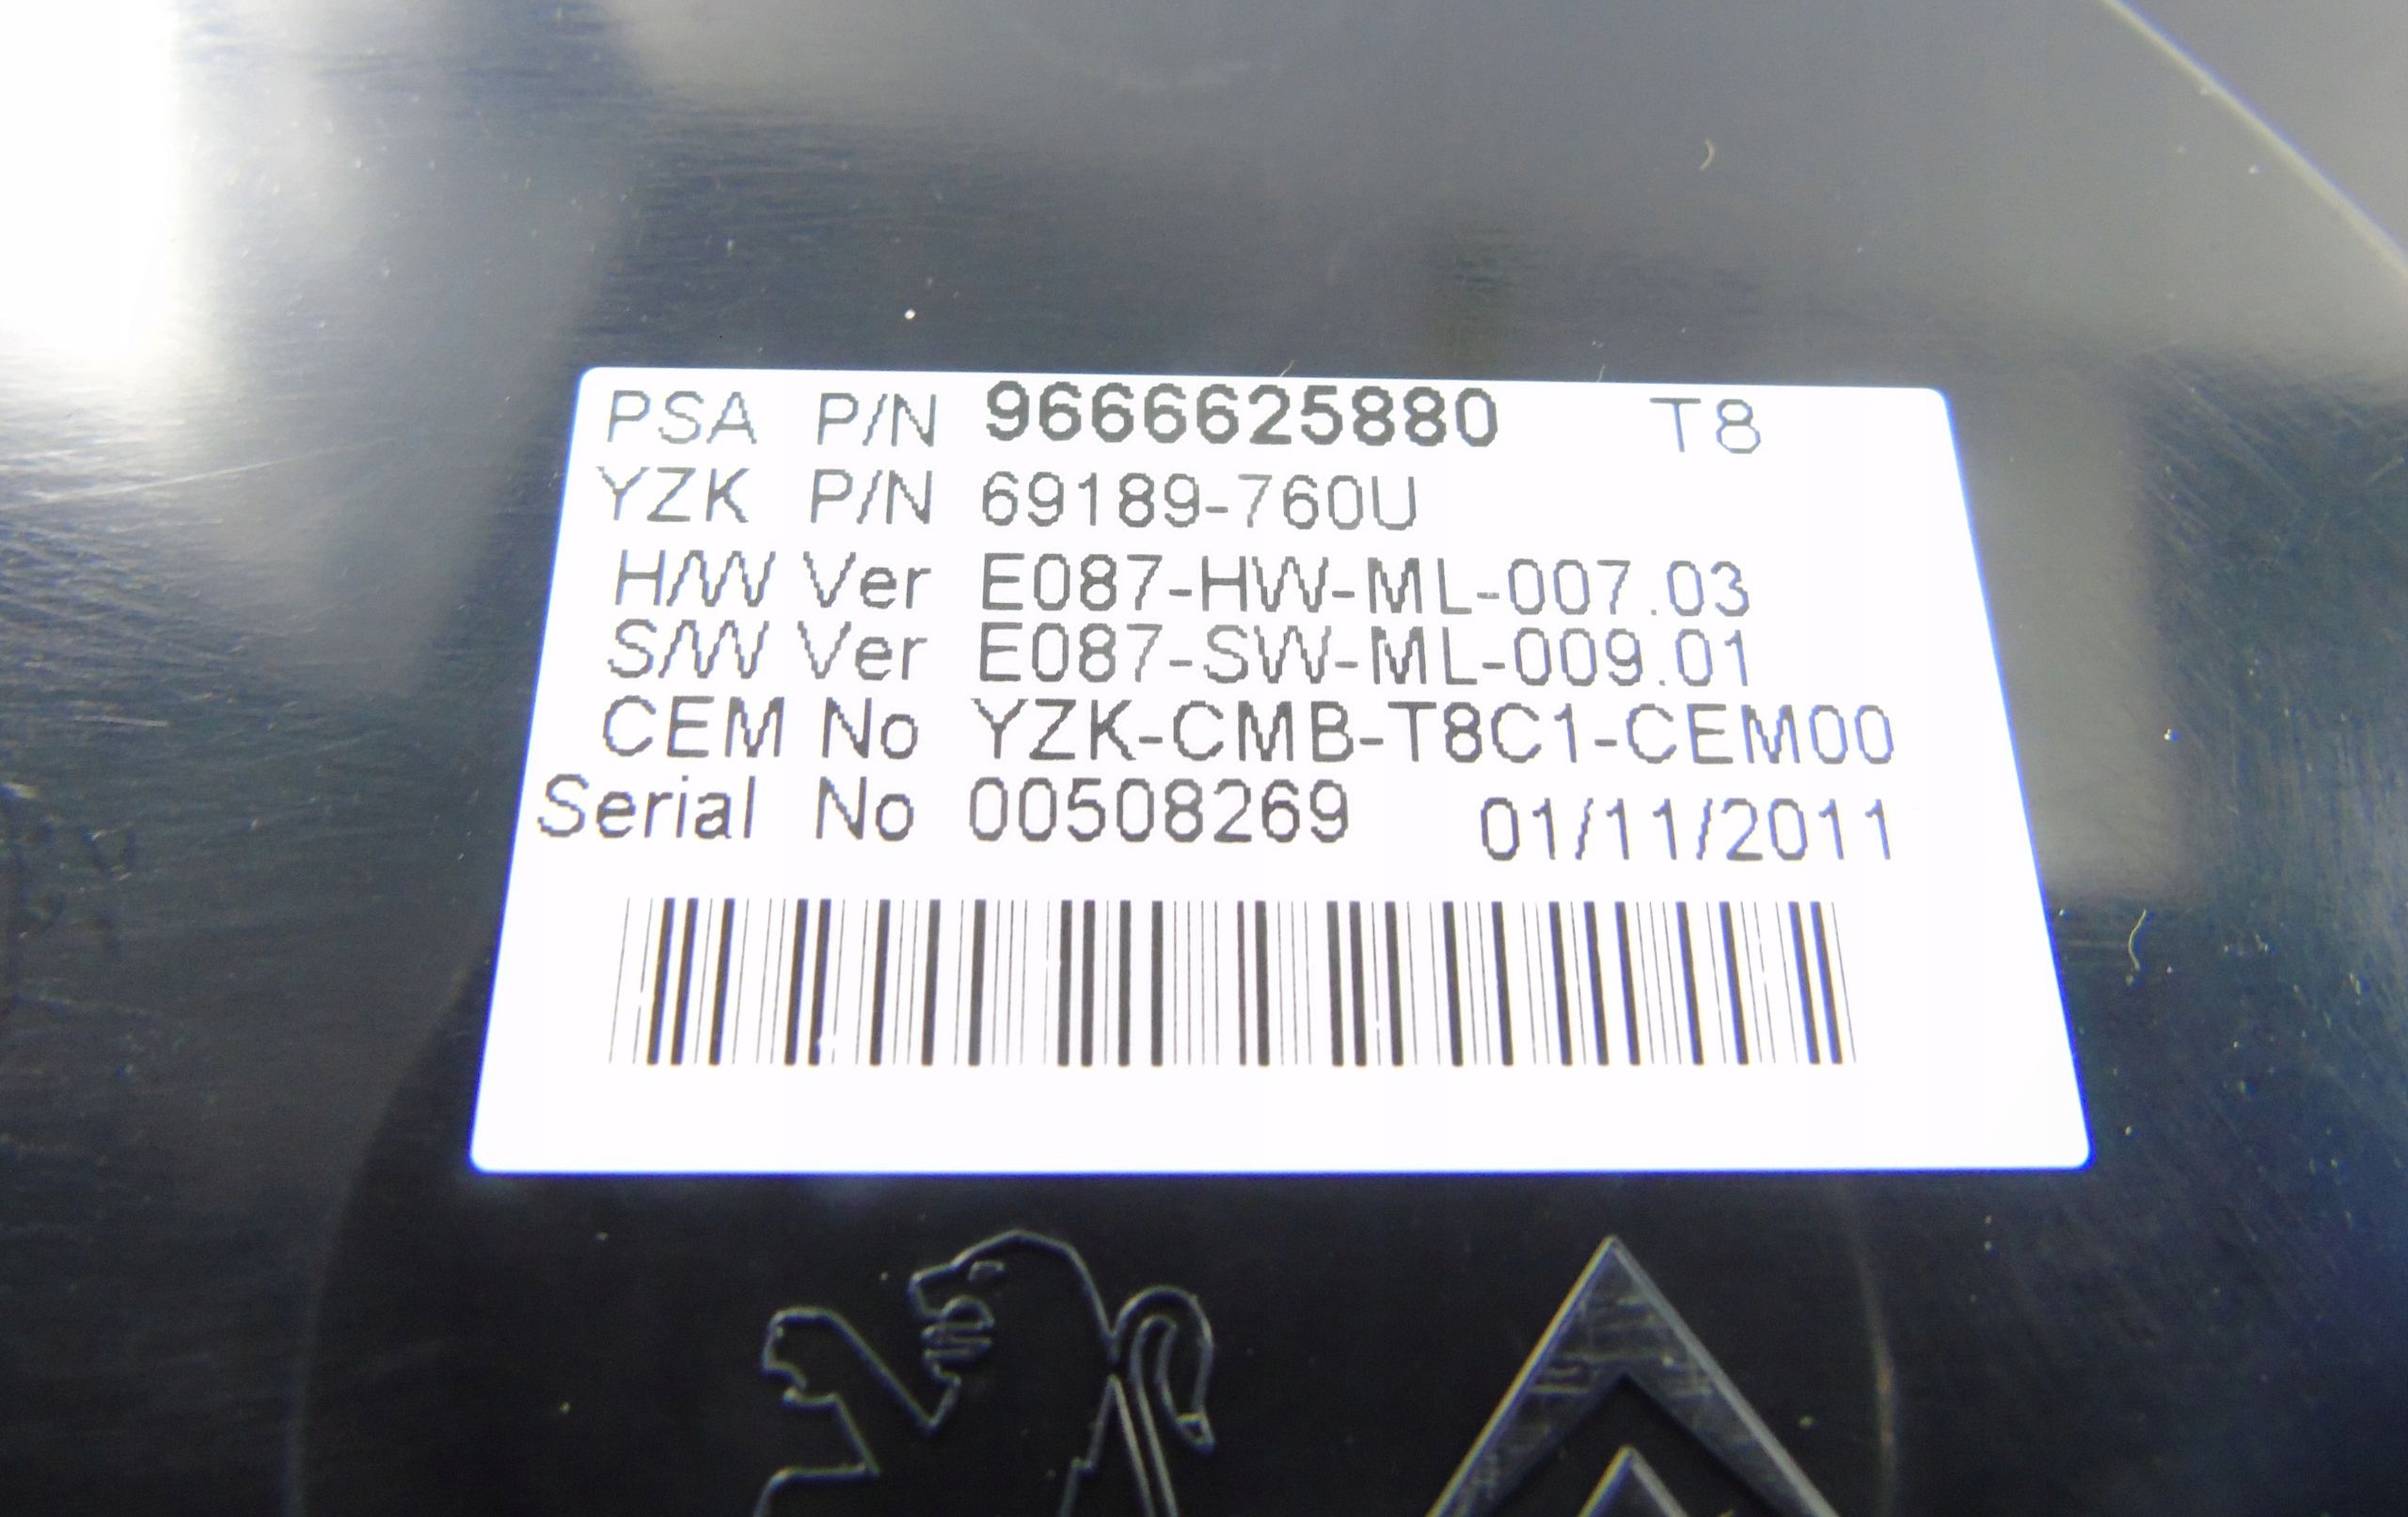 PSA P/N 9666625880 T8
YZK P/N 69189-760U
H/W Ver E087-HW-ML-007.03
S/W Ver E087-SW-ML-009.01
CEM No YZK-CMB-T8C1-CEM00
Serial No 00508269 01/11/2011